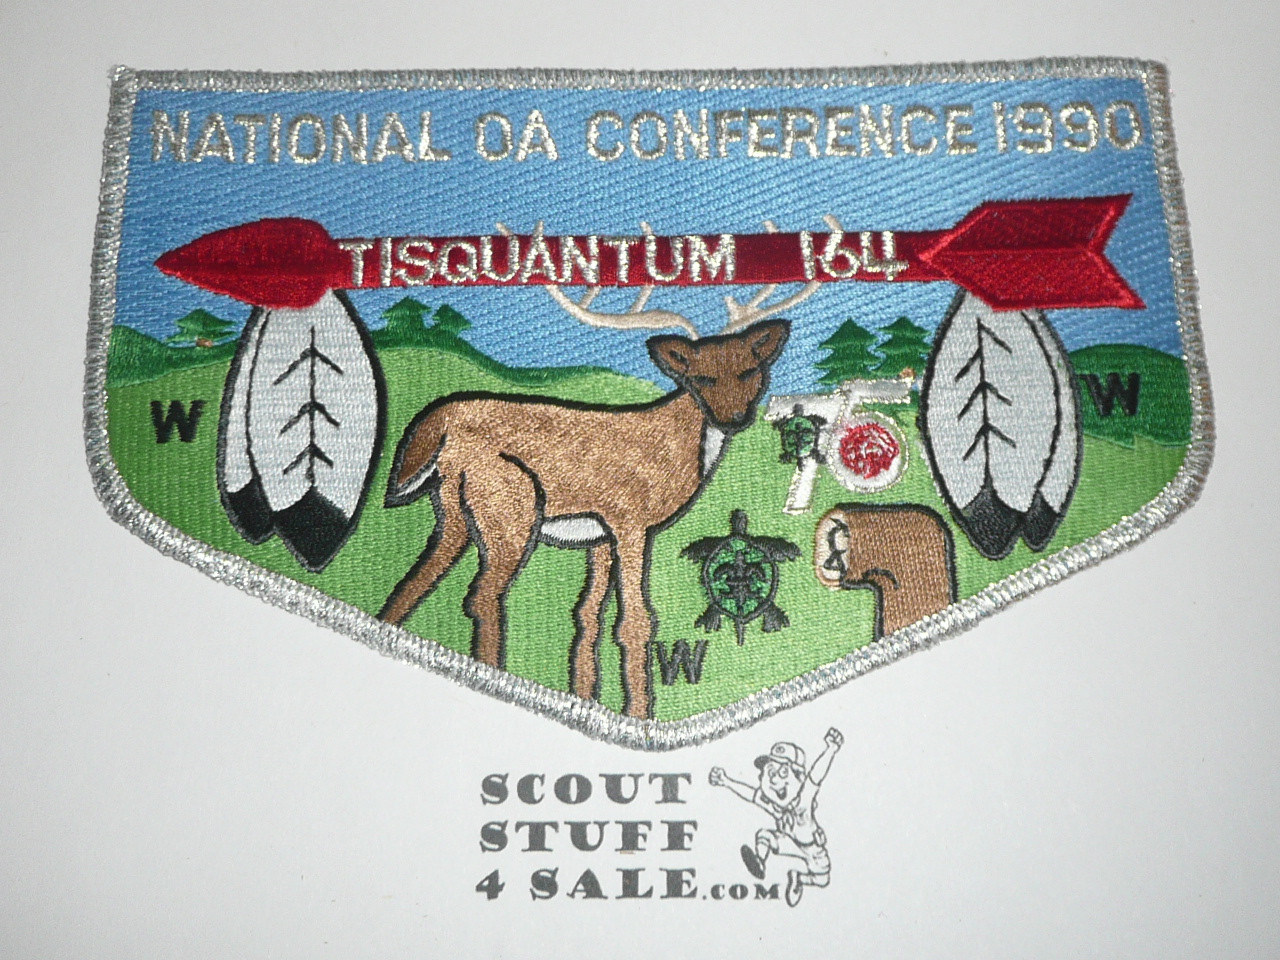 NATIONAL OA CONFERENCE 1990
TISQUANTUM 164
W W
75
W
SCOUT
STUFF
4 SALE.COM